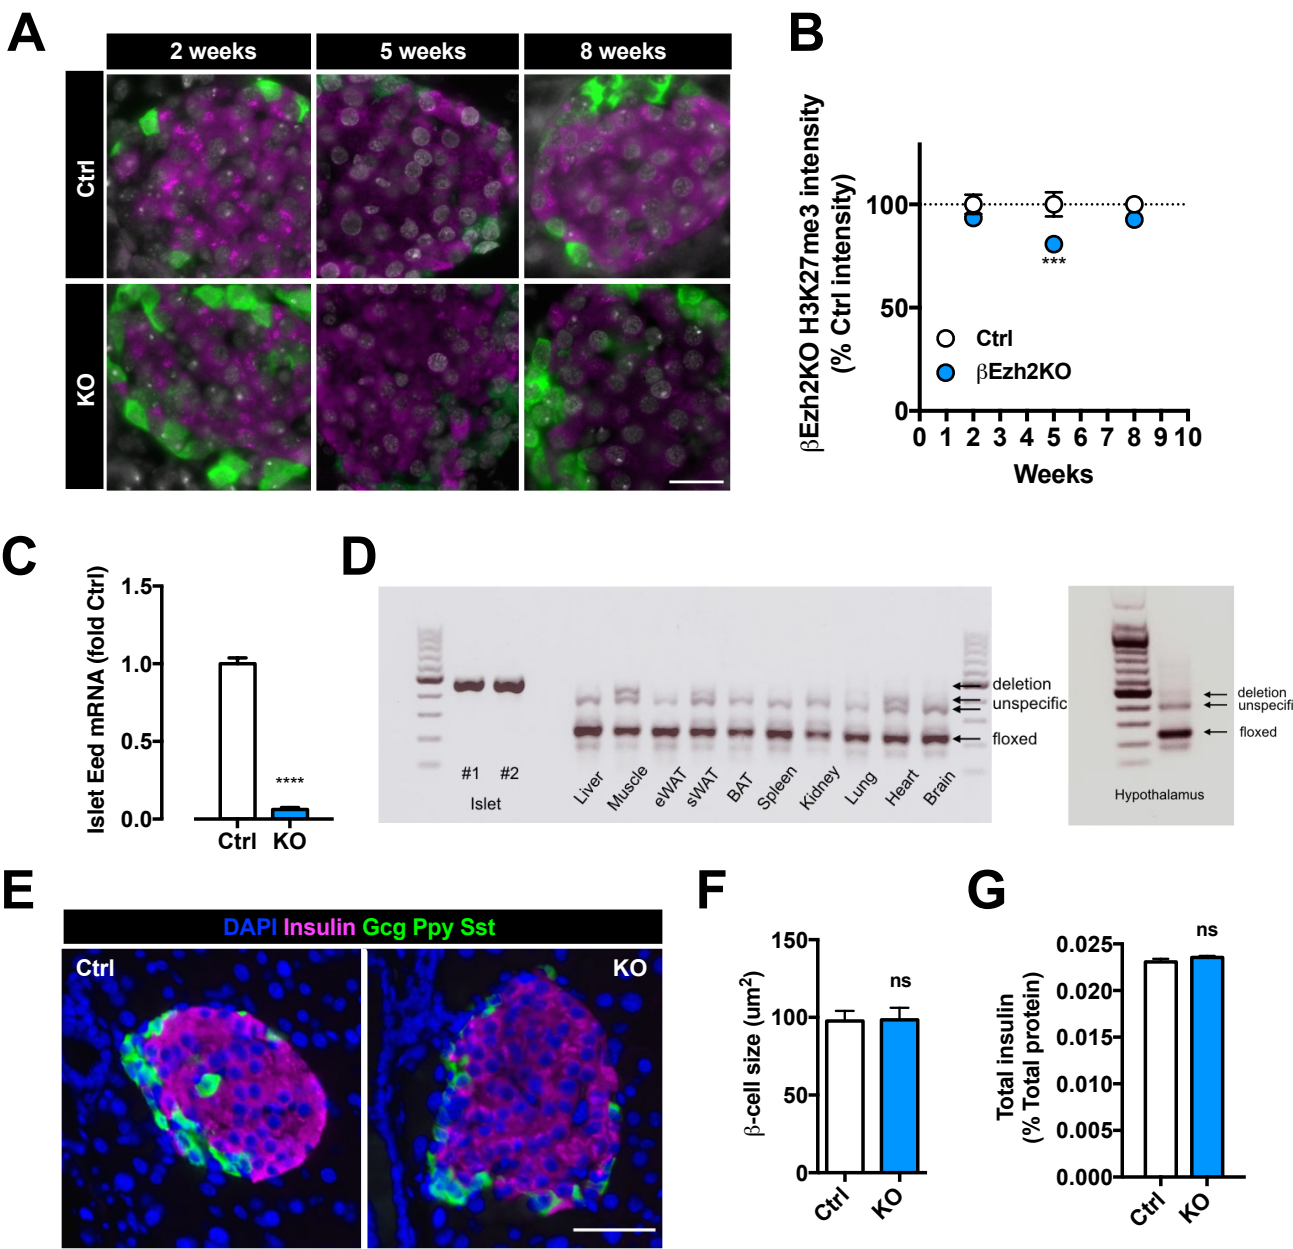 A
2 weeks
5 weeks
8 weeks
Ctrl
KO
B
βEzh2KO H3K27me3 intensity
(% Ctrl intensity)
100
50
0
***
Ctrl
βEzh2KO
0 1 2 3 4 5 6 7 8 9 10
Weeks
C
Islet Eed mRNA (fold Ctrl)
1.5
1.0
0.5
0.0
****
Ctrl KO
D
deletion
unspecific
floxed
#1 #2
Islet
Liver
Muscle
eWAT
sWAT
BAT
Spleen
Kidney
Lung
Heart
Brain
deletion
unspecifi
floxed
Hypothalamus
E
DAPI Insulin Gcg Ppy Sst
Ctrl
KO
F
β-cell size (um²)
150
100
50
0
ns
Ctrl
KO
G
Total insulin
(% Total protein)
0.025
0.020
0.015
0.010
0.005
0.000
ns
Ctrl
KO